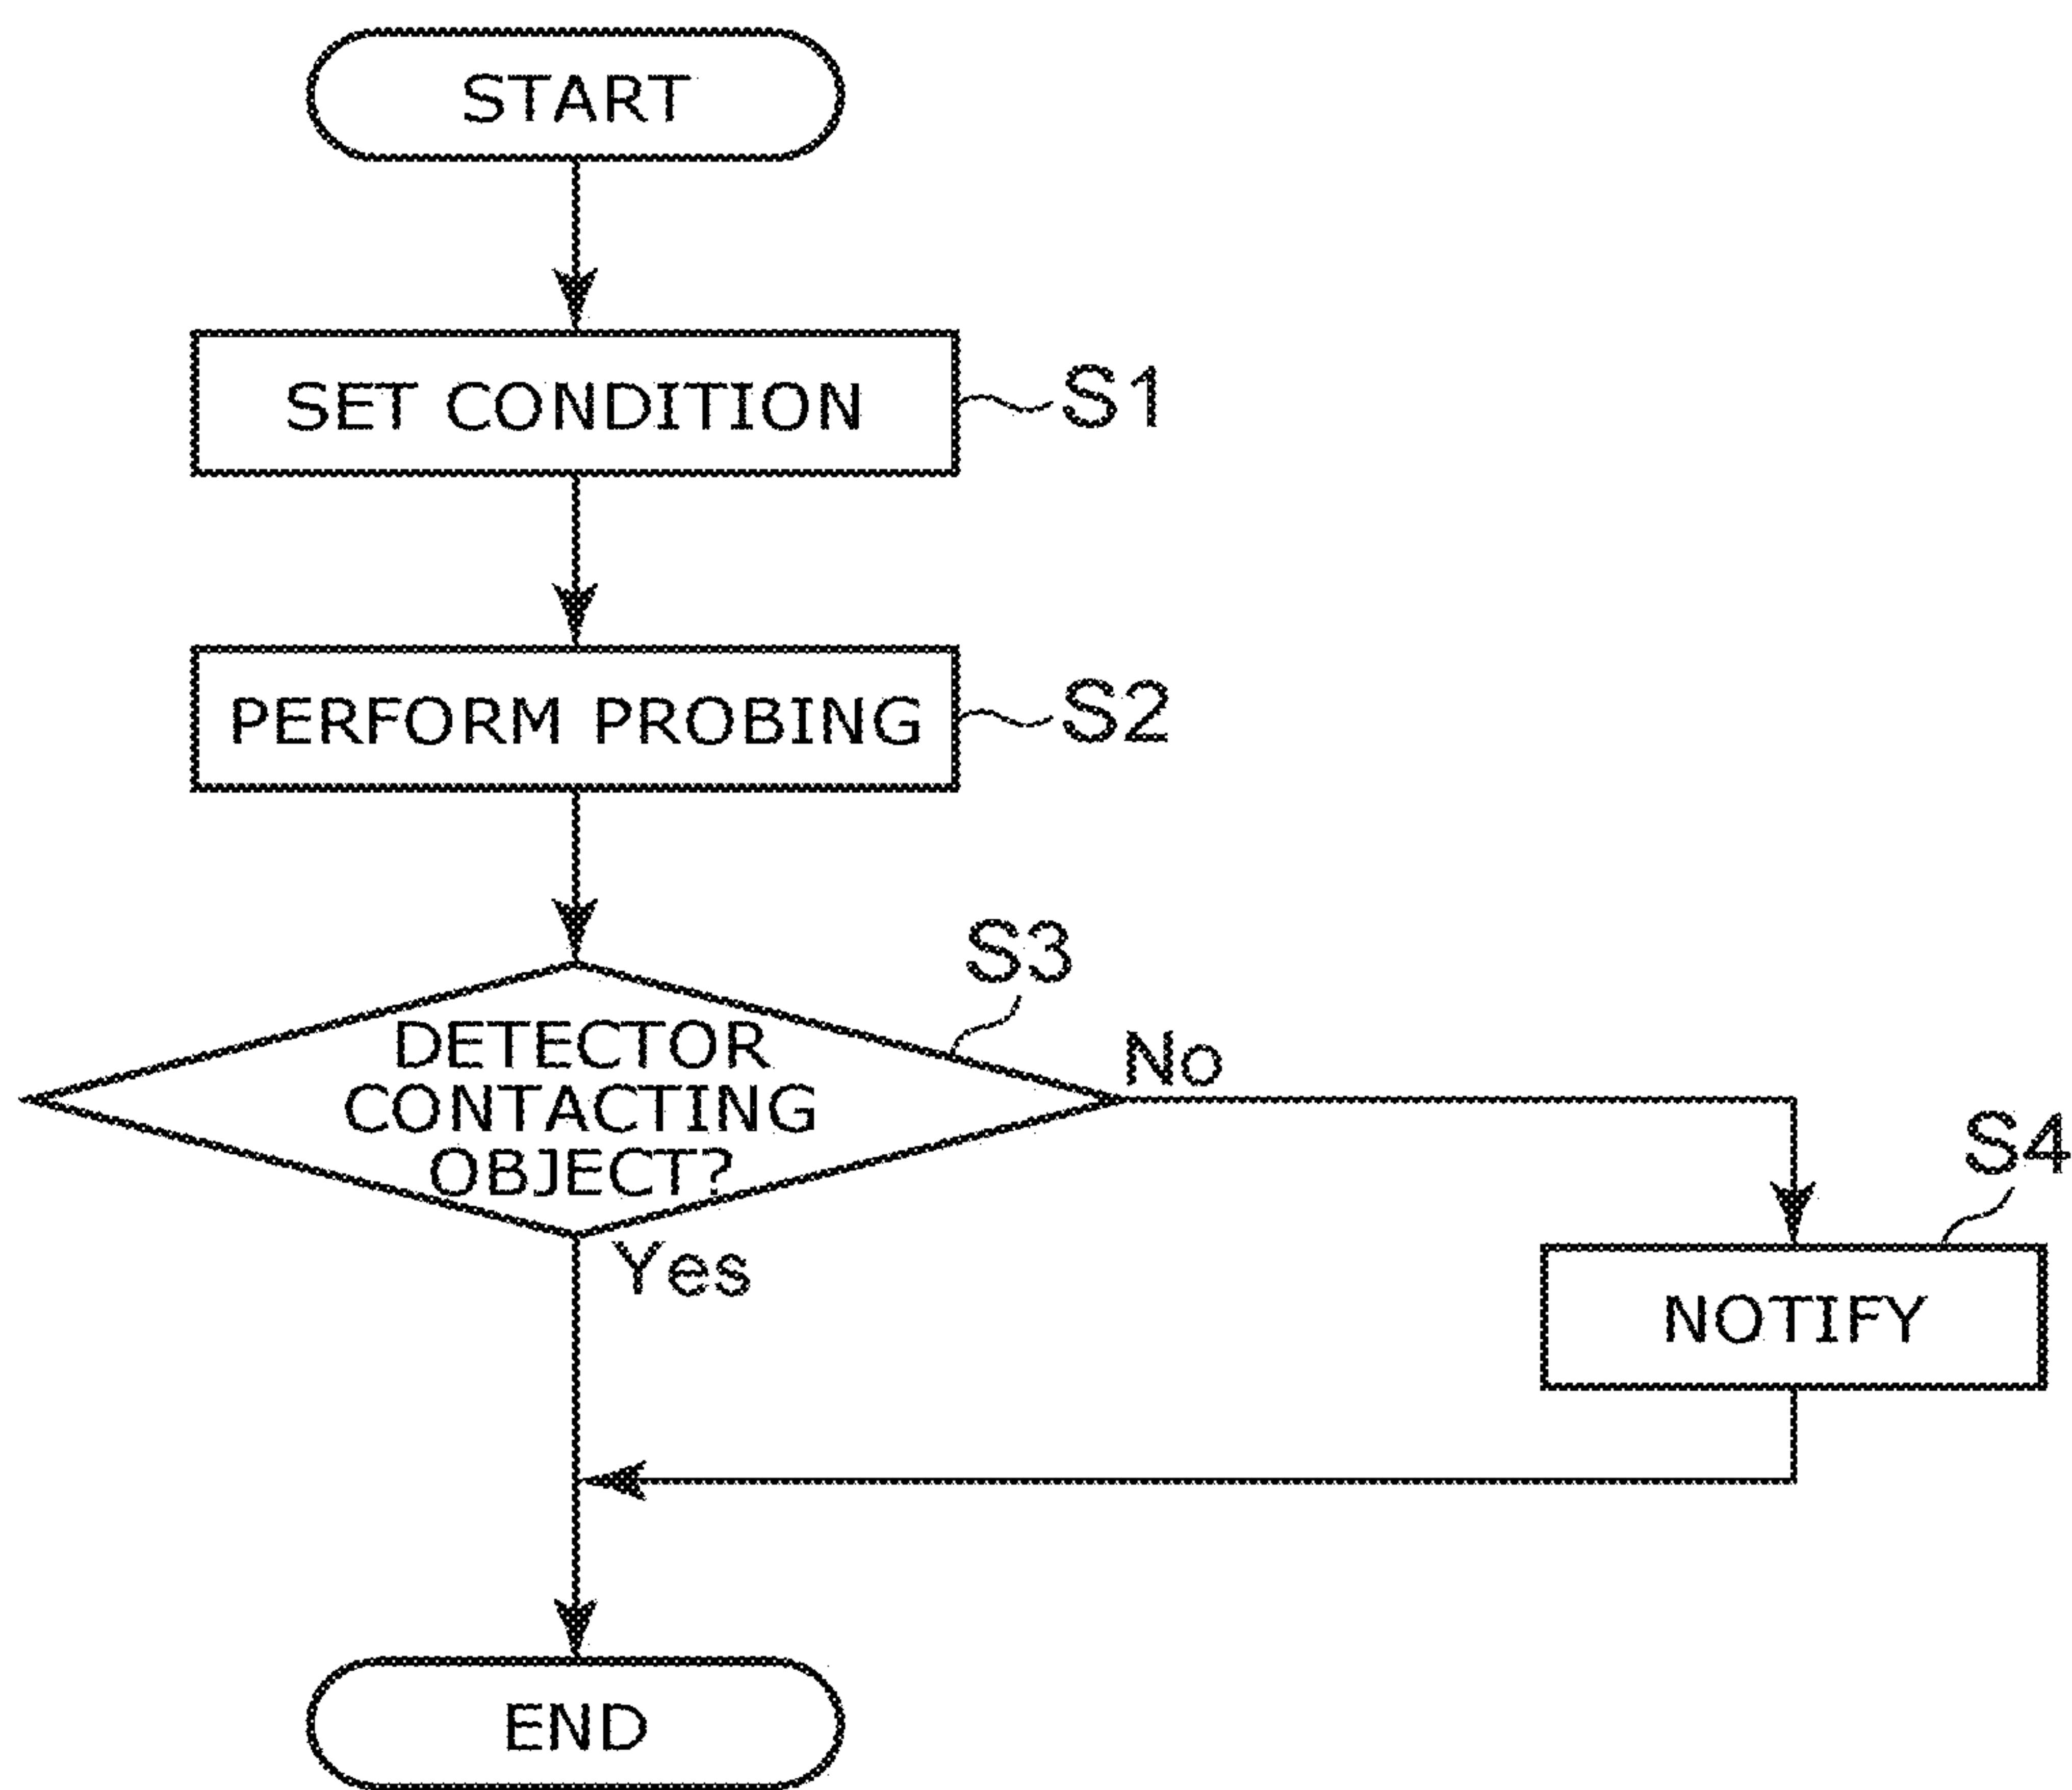 START
SET CONDITION
S1
PERFORM PROBING
S2
S3
DETECTOR
CONTACTING
OBJECT?
No
Yes
S4
NOTIFY
END